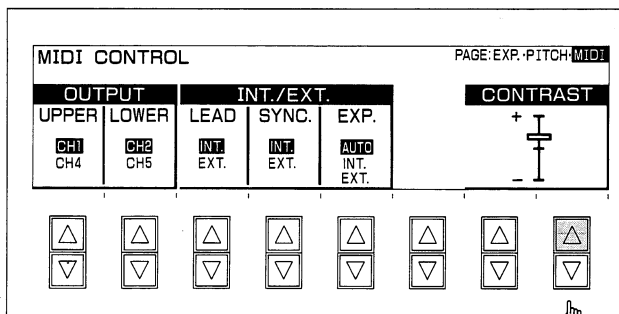 MIDI CONTROL PAGE: EXP.·PITCH·MIDI
OUTPUT INT./EXT. CONTRAST
UPPER LOWER LEAD SYNC. EXP.
CH1 CH2 INT. INT. AUTO
CH4 CH5 EXT. EXT. INT.
EXT.
+
−